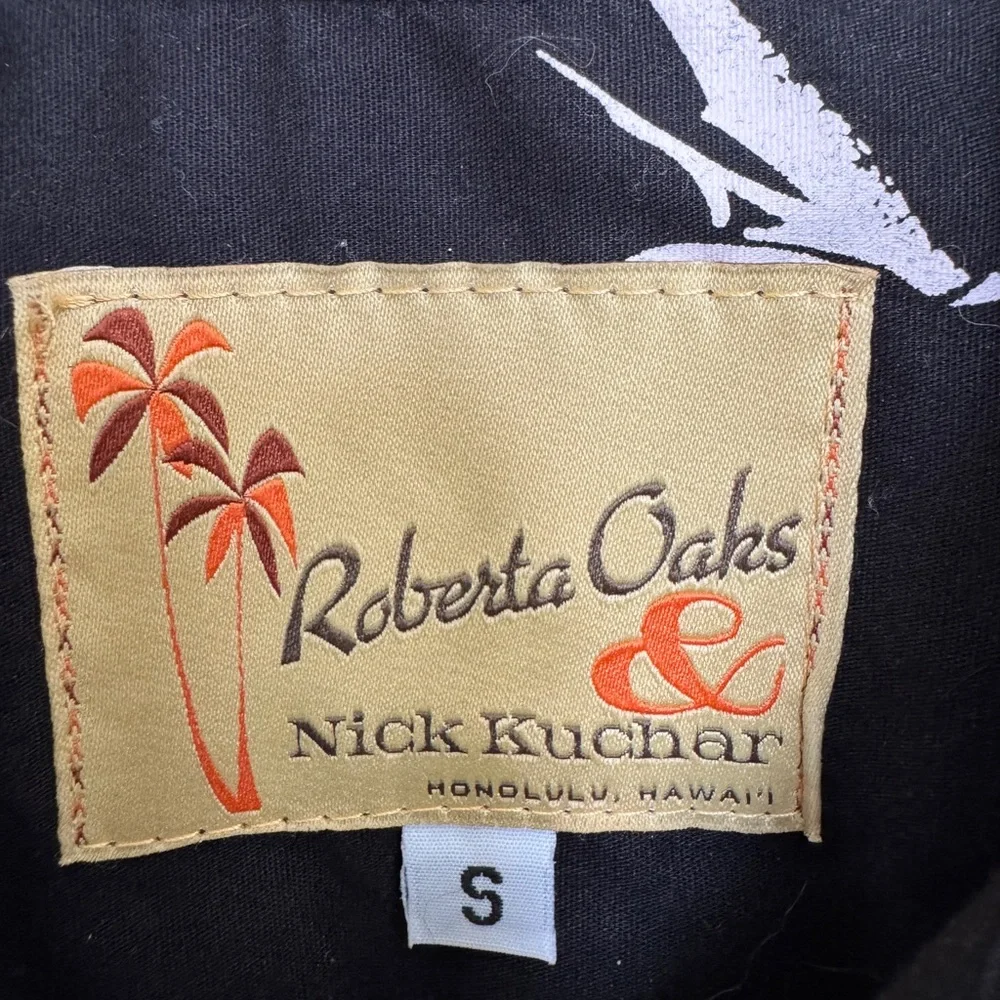 Roberta Oaks
&
Nick Kuchar
HONOLULU, HAWAI'I
S